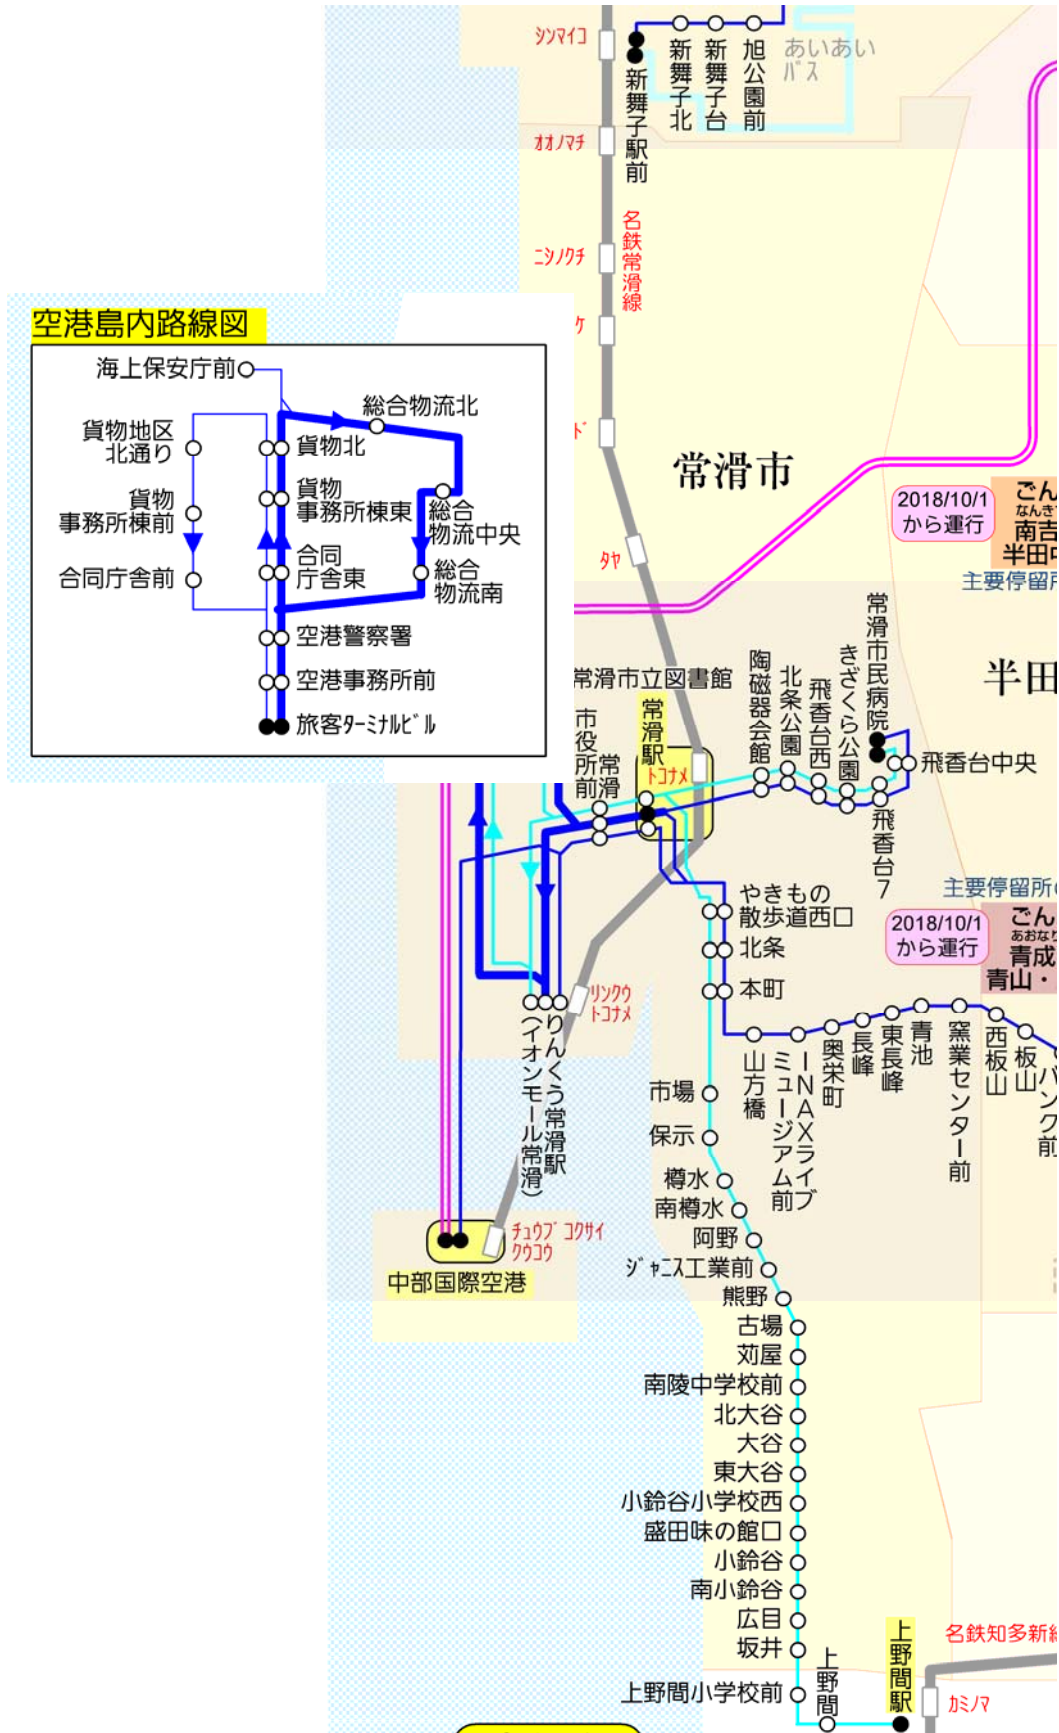 シンマイコ
新舞子駅前
新舞子北
新舞子台
旭公園前
あいあい
バス
オオノマチ
名鉄常滑線
ニシノクチ
ケ
ド
常滑市
2018/10/1
から運行
ごん
なんき
南吉
半田中
主要停留所
タヤ
半田
空港島内路線図
海上保安庁前
総合物流北
貨物地区
北通り
貨物北
貨物
事務所棟前
貨物
事務所棟東
総合
物流中央
合同庁舎前
合同
庁舎東
総合
物流南
空港警察署
空港事務所前
旅客ターミナルビル
常滑市立図書館
市役所前
常滑
常滑駅
トコナメ
陶磁器会館
北条公園
飛香台西
きざくら公園
常滑市民病院
飛香台中央
飛香台7
主要停留所の
2018/10/1
から運行
ごん
あおなり
青成
青山・
やきもの
散歩道西口
北条
本町
リンクウ
トコナメ
りんくう常滑駅
(イオンモール常滑)
山方橋
INAXライブ
ミュージアム前
奥栄町
長峰
東長峰
青池
窯業センター前
西板山
板山
バンク前
市場
保示
樽水
南樽水
阿野
ジャニス工業前
熊野
古場
苅屋
南陵中学校前
北大谷
大谷
東大谷
小鈴谷小学校西
盛田味の館口
小鈴谷
南小鈴谷
広目
坂井
上野間小学校前
上野間
上野間駅
名鉄知多新線
カミノマ
チュウブコクサイ
クウコウ
中部国際空港